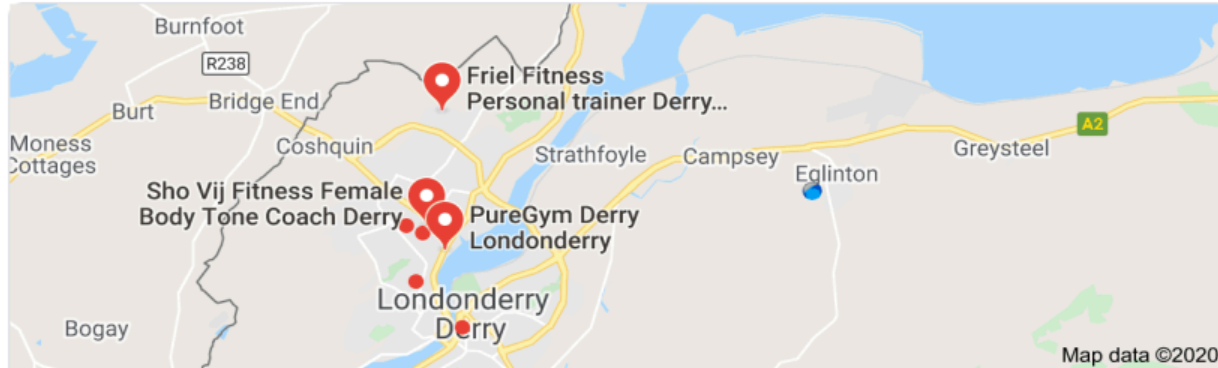 Burnfoot
R238
Friel Fitness
Personal trainer Derry...
Bridge End
Burt
A2
Moness
Cottages
Coshquin
Strathfoyle
Campsey
Greysteel
Eglinton
Sho Vij Fitness Female
Body Tone Coach Derry
PureGym Derry
Londonderry
Londonderry
Derry
Bogay
Map data ©2020